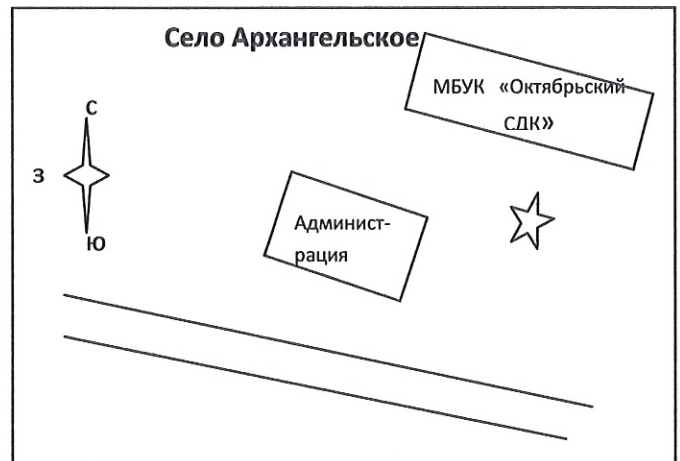 Село Архангельское
МБУК «Октябрьский
СДК»
С
З
Ю
Админист-
рация